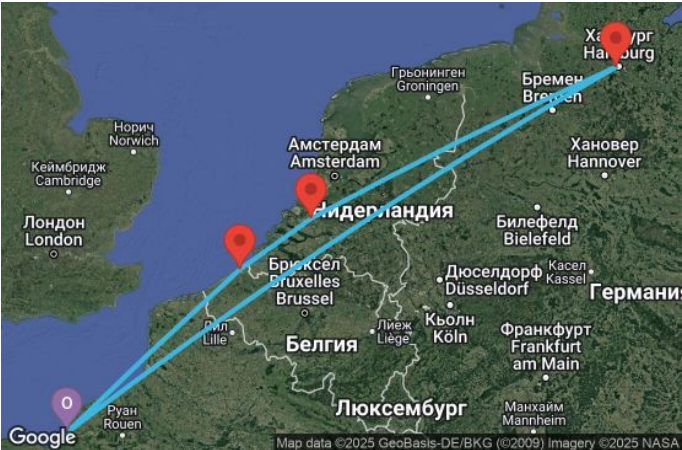 Хамбург
Hamburg
Грьонинген
Groningen
Бремен
Bremen
Норич
Norwich
Амстердам
Amsterdam
Хановер
Hannover
Кеймбридж
Cambridge
Нидерландия
Лондон
London
Билефелд
Bielefeld
Брюксел
Bruxelles
Brussel
Дюселдорф
Düsseldorf
Касел
Kassel
Германия
Лил
Lille
Лиеж
Liège
Кьолн
Köln
Белгия
Франкфурт
Frankfurt
am Main
O
Руан
Rouen
Люксембург
Манхайм
Mannheim
Google
Map data ©2025 GeoBasis-DE/BKG (©2009) Imagery ©2025 NASA